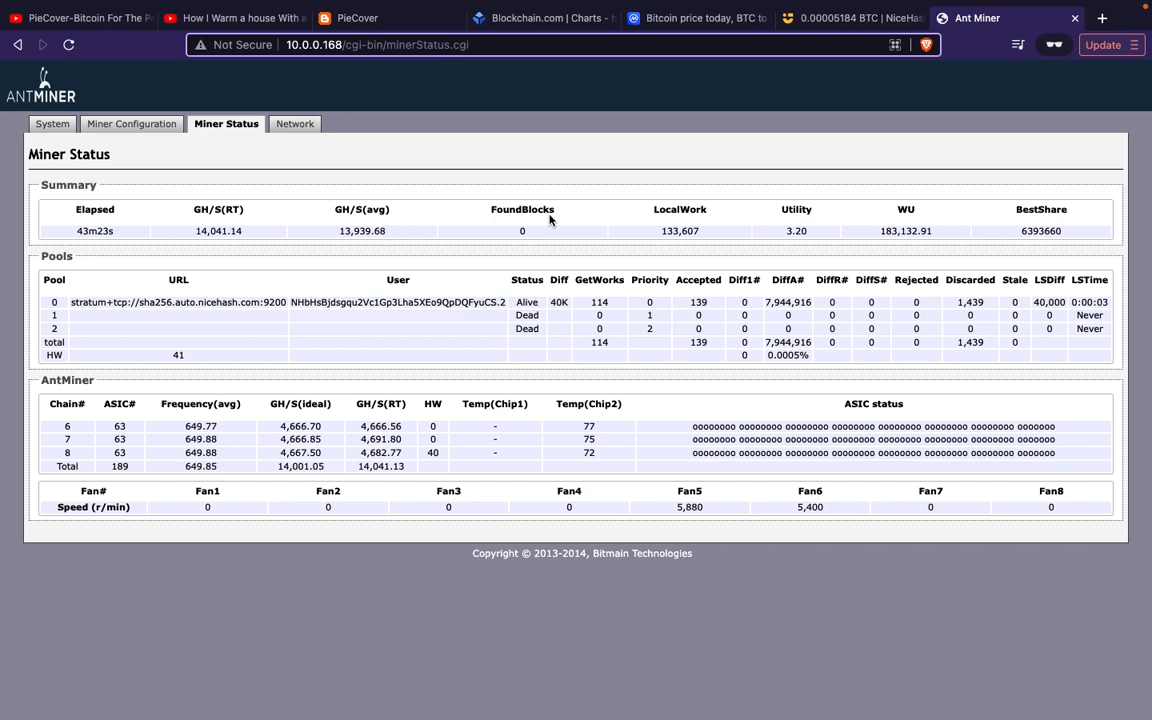 PieCover-Bitcoin For The P
How I Warm a house With a
PieCover
Blockchain.com | Charts - h
Bitcoin price today, BTC to
0.00005184 BTC | NiceHas
Ant Miner
Not Secure 10.0.0.168/cgi-bin/minerStatus.cgi
Update
ANTMINER
System Miner Configuration Miner Status Network
Miner Status
Summary
Elapsed GH/S(RT) GH/S(avg) FoundBlocks LocalWork Utility WU BestShare
43m23s 14,041.14 13,939.68 0 133,607 3.20 183,132.91 6393660
Pools
Pool URL User Status Diff GetWorks Priority Accepted Diff1# DiffA# DiffR# DiffS# Rejected Discarded Stale LSDiff LSTime
0 stratum+tcp://sha256.auto.nicehash.com:9200 NHbHsBjdsgqu2Vc1Gp3Lha5XEo9QpDQFyuCS.2 Alive 40K 114 0 139 0 7,944,916 0 0 0 1,439 0 40,000 0:00:03
1 Dead 0 1 0 0 0 0 0 0 0 0 0 Never
2 Dead 0 2 0 0 0 0 0 0 0 0 0 Never
total 114 139 0 7,944,916 0 0 0 1,439 0
HW 41 0 0.0005%
AntMiner
Chain# ASIC# Frequency(avg) GH/S(ideal) GH/S(RT) HW Temp(Chip1) Temp(Chip2) ASIC status
6 63 649.77 4,666.70 4,666.56 0 - 77 oooooooo oooooooo oooooooo oooooooo oooooooo oooooooo oooooooo ooooooo
7 63 649.88 4,666.85 4,691.80 0 - 75 oooooooo oooooooo oooooooo oooooooo oooooooo oooooooo oooooooo ooooooo
8 63 649.88 4,667.50 4,682.77 40 - 72 oooooooo oooooooo oooooooo oooooooo oooooooo oooooooo oooooooo ooooooo
Total 189 649.85 14,001.05 14,041.13
Fan# Fan1 Fan2 Fan3 Fan4 Fan5 Fan6 Fan7 Fan8
Speed (r/min) 0 0 0 0 5,880 5,400 0 0
Copyright © 2013-2014, Bitmain Technologies